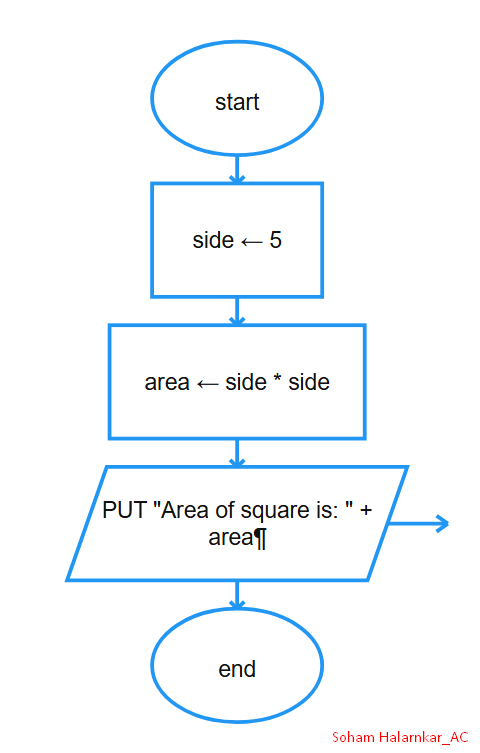 start
side ← 5
area ← side * side
PUT "Area of square is: " +
area¶
end
Soham Halarnkar_AC